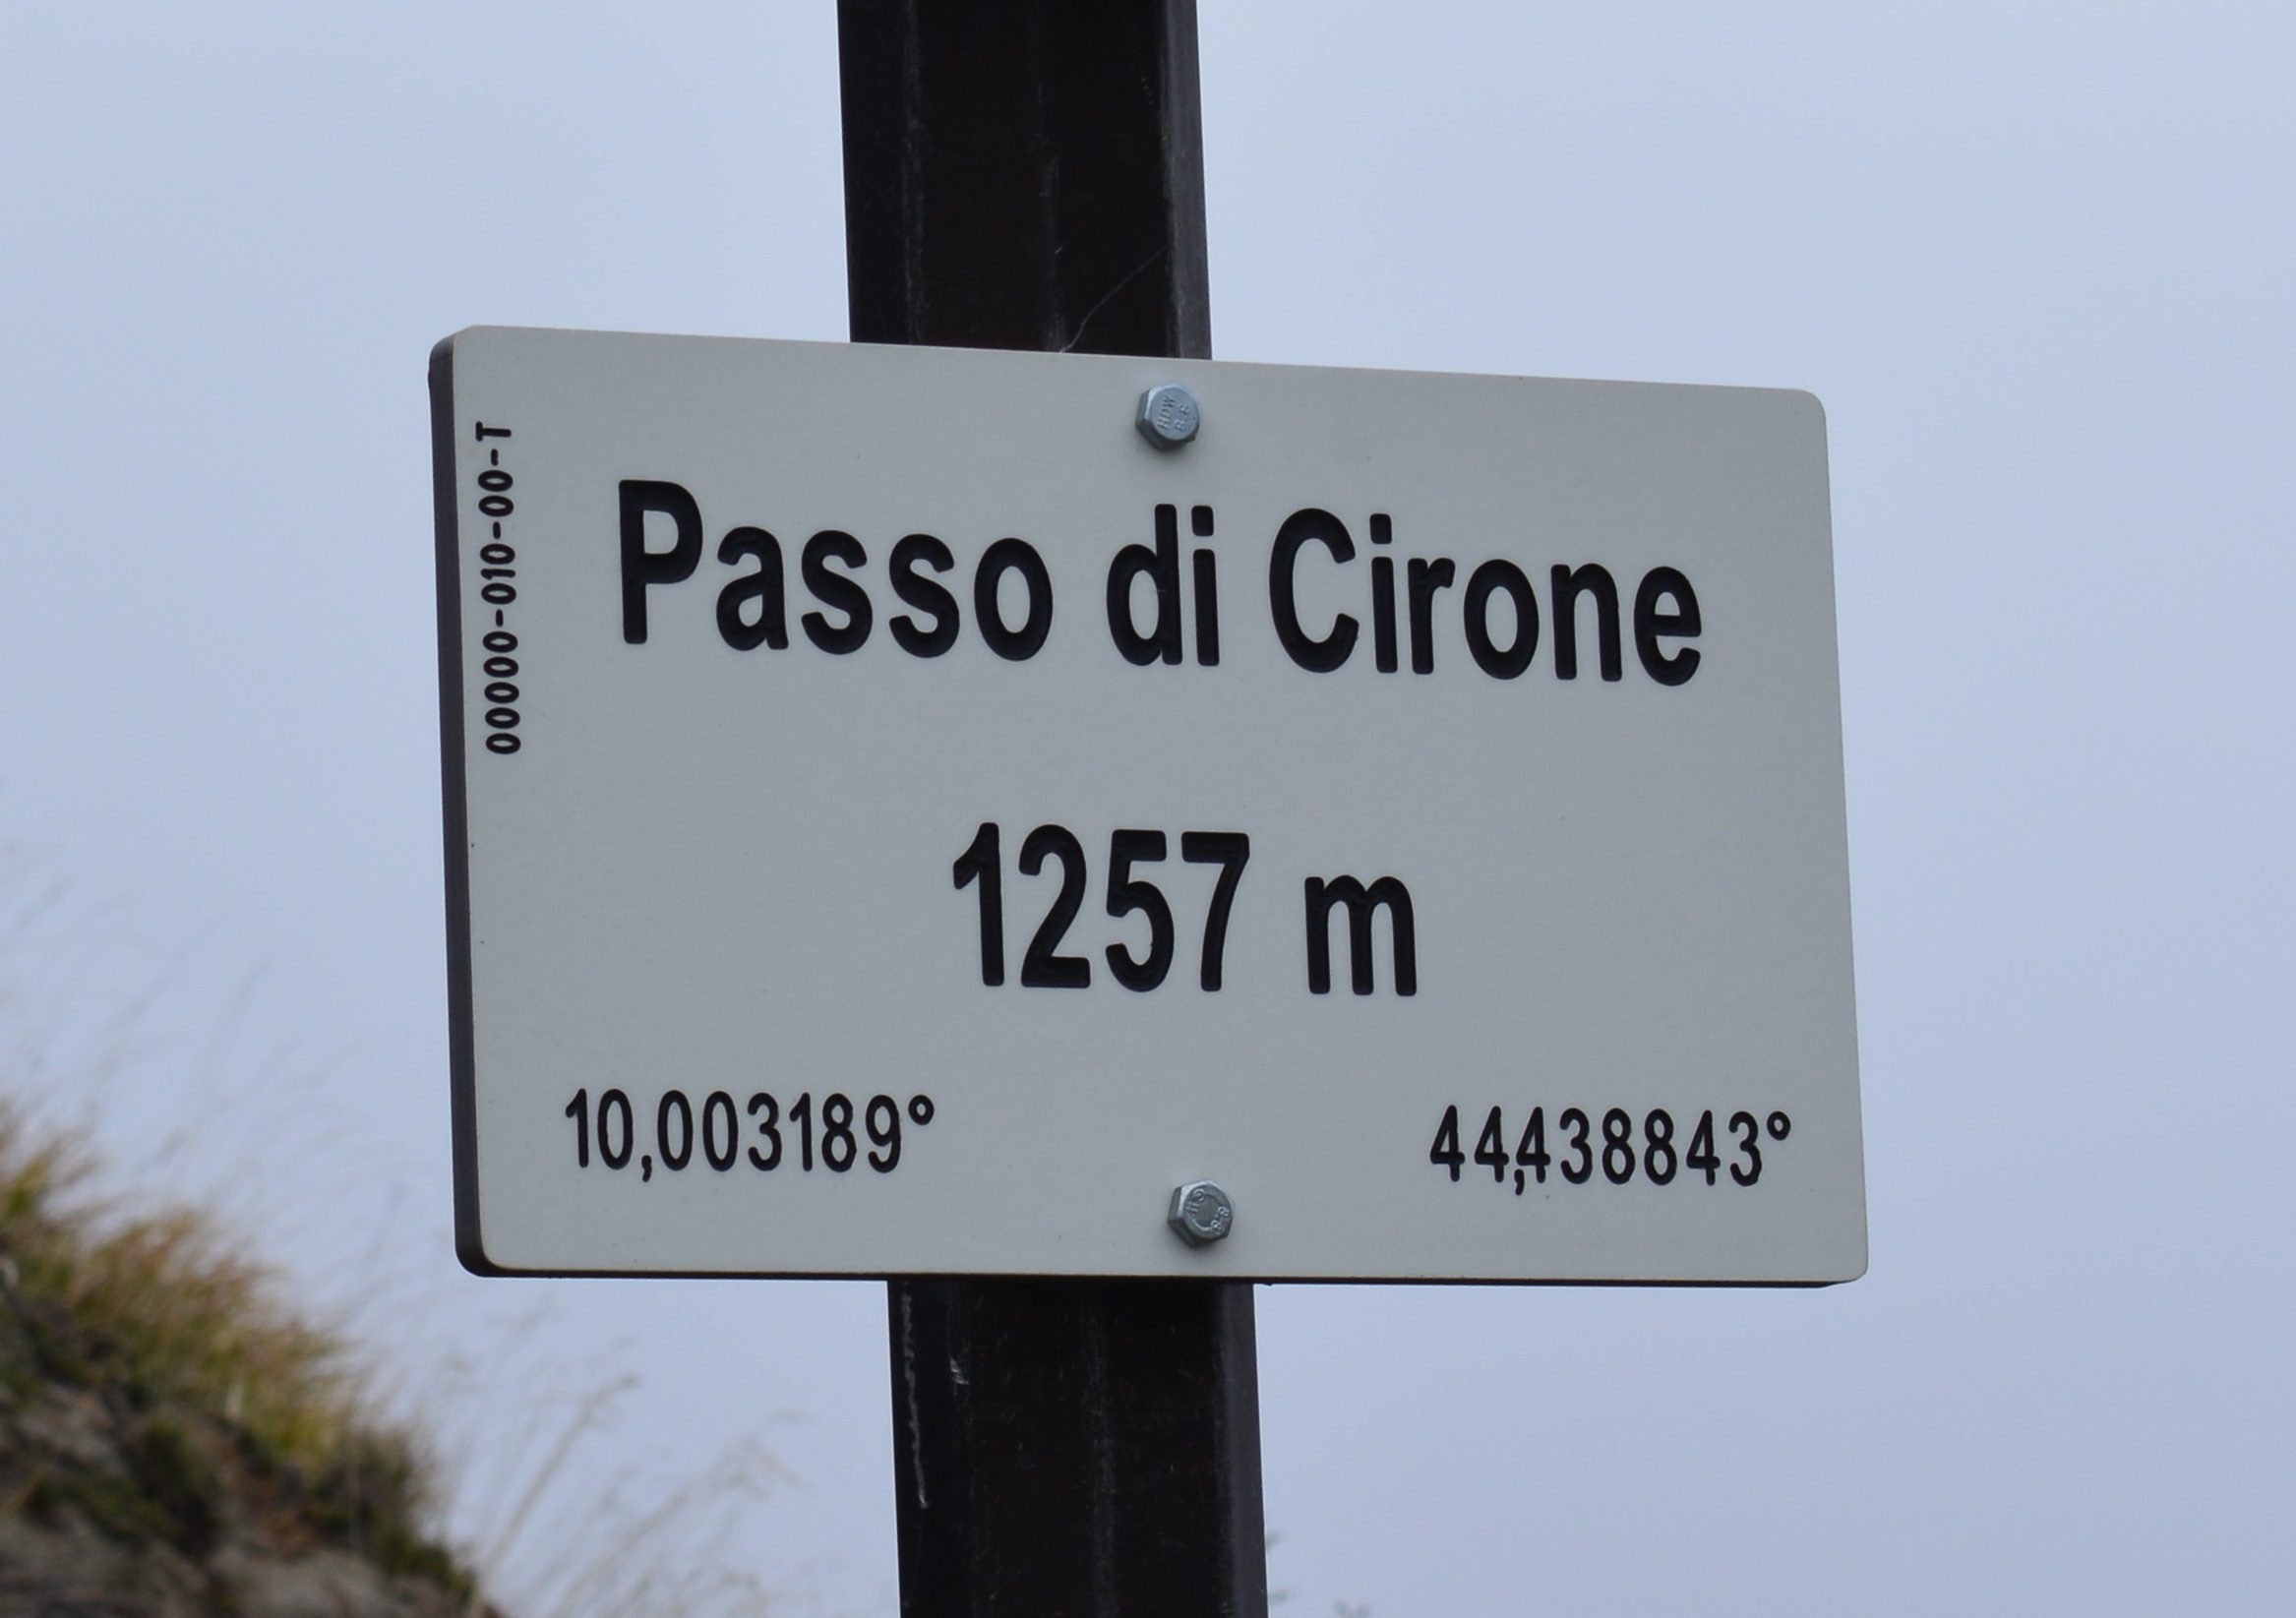 00000-010-00-T
Passo di Cirone
1257 m
10,003189° 44,438843°